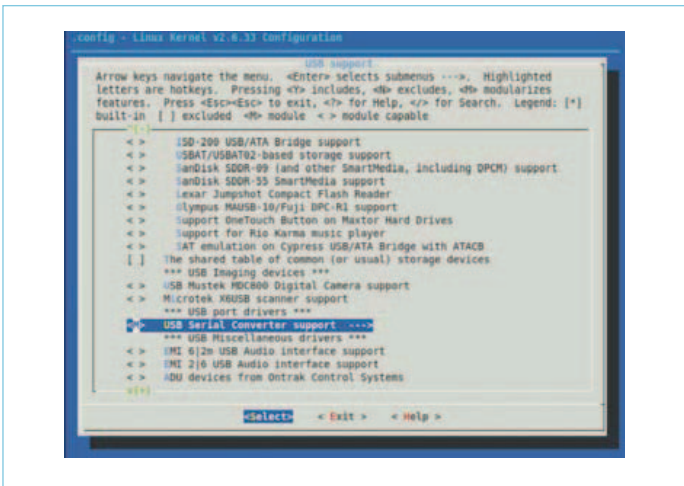 .config - Linux Kernel v2.6.33 Configuration
USB support
Arrow keys navigate the menu. <Enter> selects submenus --->. Highlighted
letters are hotkeys. Pressing <Y> includes, <N> excludes, <M> modularizes
features. Press <Esc><Esc> to exit, <?> for Help, </> for Search. Legend: [*]
built-in [ ] excluded <M> module < > module capable
^(-)
< > ISD-200 USB/ATA Bridge support
< > USBAT/USBAT02-based storage support
< > SanDisk SDDR-09 (and other SmartMedia, including DPCM) support
< > SanDisk SDDR-55 SmartMedia support
< > Lexar Jumpshot Compact Flash Reader
< > Olympus MAUSB-10/Fuji DPC-R1 support
< > Support OneTouch Button on Maxtor Hard Drives
< > Support for Rio Karma music player
< > SAT emulation on Cypress USB/ATA Bridge with ATACB
[ ] The shared table of common (or usual) storage devices
*** USB Imaging devices ***
< > USB Mustek MDC800 Digital Camera support
< > Microtek X6USB scanner support
*** USB port drivers ***
<M> USB Serial Converter support --->
*** USB Miscellaneous drivers ***
< > EMI 6|2m USB Audio interface support
< > EMI 2|6 USB Audio interface support
< > ADU devices from Ontrak Control Systems
v(+)
<Select> < Exit > < Help >